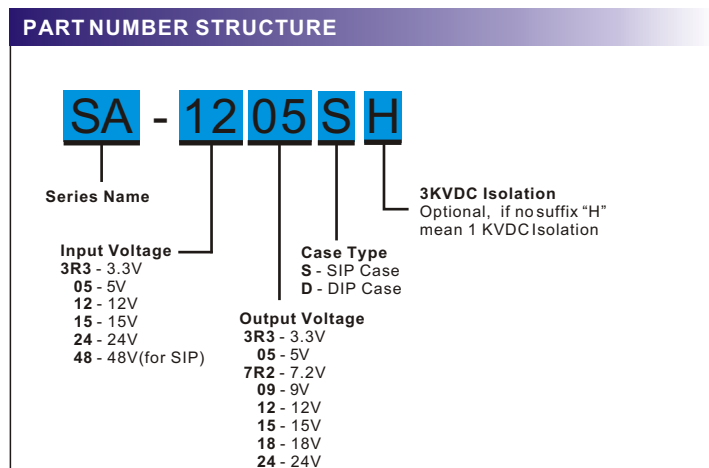 PART NUMBER STRUCTURE
SA - 12 05 S H
Series Name
3KVDC Isolation
Optional, if no suffix “H”
mean 1 KVDC Isolation
Input Voltage
3R3 - 3.3V
05 - 5V
12 - 12V
15 - 15V
24 - 24V
48 - 48V(for SIP)
Case Type
S - SIP Case
D - DIP Case
Output Voltage
3R3 - 3.3V
05 - 5V
7R2 - 7.2V
09 - 9V
12 - 12V
15 - 15V
18 - 18V
24 - 24V